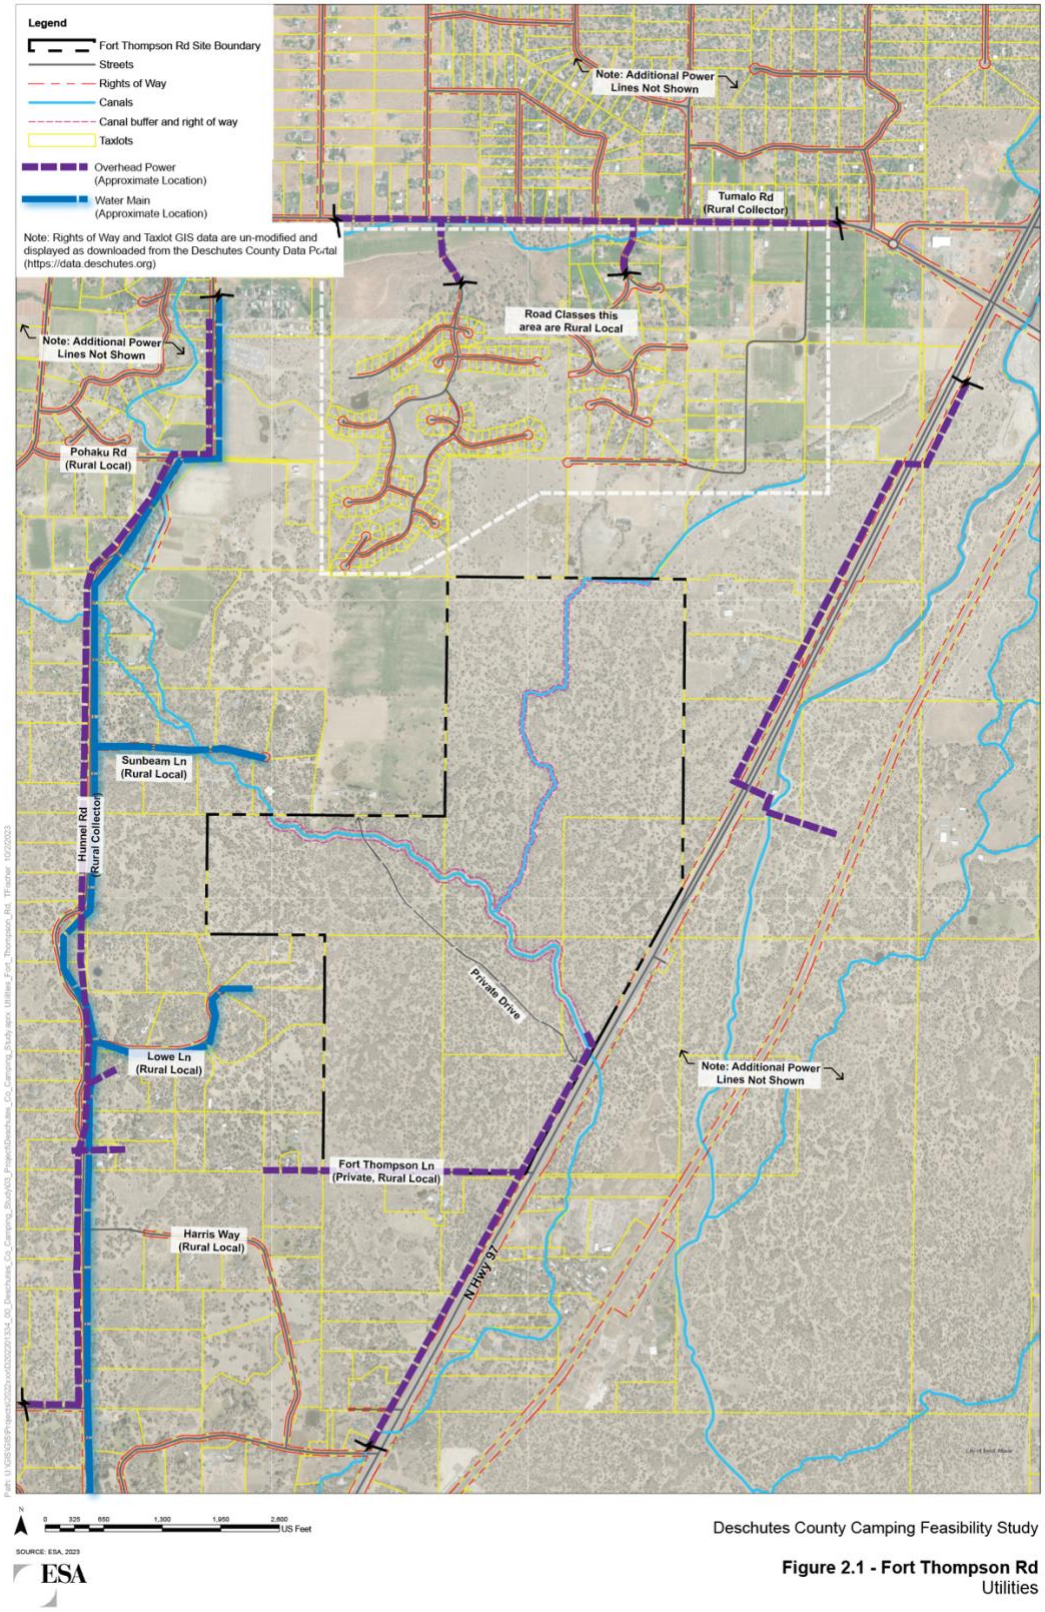 Legend
Fort Thompson Rd Site Boundary
Streets
Rights of Way
Canals
Canal buffer and right of way
Taxlots
Overhead Power
(Approximate Location)
Water Main
(Approximate Location)
Note: Rights of Way and Taxlot GIS data are un-modified and
displayed as downloaded from the Deschutes County Data Portal
(https://data.deschutes.org)
Note: Additional Power
Lines Not Shown
Tumalo Rd
(Rural Collector)
Road Classes this
area are Rural Local
Note: Additional Power
Lines Not Shown
Pohaku Rd
(Rural Local)
Sunbeam Ln
(Rural Local)
Hunnel Rd
(Rural Collector)
Private Drive
Lowe Ln
(Rural Local)
Note: Additional Power
Lines Not Shown
Fort Thompson Ln
(Private, Rural Local)
Harris Way
(Rural Local)
N Hwy 97
N
0 325 650 1,300 1,950 2,600
US Feet
SOURCE: ESA, 2023
ESA
Deschutes County Camping Feasibility Study
Figure 2.1 - Fort Thompson Rd
Utilities